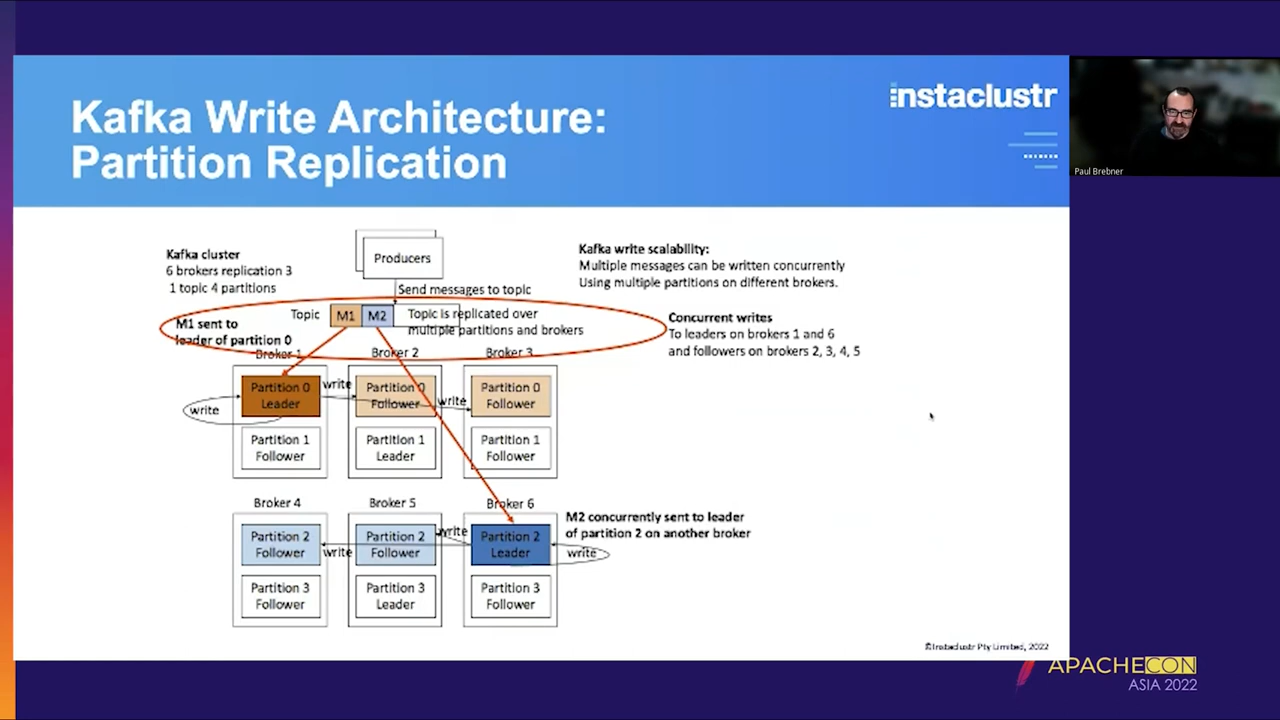 Kafka Write Architecture:
Partition Replication
instaclustr
Paul Brebner
Kafka cluster
6 brokers replication 3
1 topic 4 partitions
Producers
Send messages to topic
Kafka write scalability:
Multiple messages can be written concurrently
Using multiple partitions on different brokers.
Topic
M1
M2
Topic is replicated over
multiple partitions and brokers
M1 sent to
leader of partition 0
Concurrent writes
To leaders on brokers 1 and 6
and followers on brokers 2, 3, 4, 5
Broker 1
Broker 2
Broker 3
Partition 0
Leader
write
Partition 0
Follower
write
Partition 0
Follower
write
Partition 1
Follower
Partition 1
Leader
Partition 1
Follower
Broker 4
Broker 5
Broker 6
Partition 2
Follower
write
Partition 2
Follower
write
Partition 2
Leader
write
M2 concurrently sent to leader
of partition 2 on another broker
Partition 3
Follower
Partition 3
Leader
Partition 3
Follower
©Instaclustr Pty Limited, 2022
APACHECON
ASIA 2022